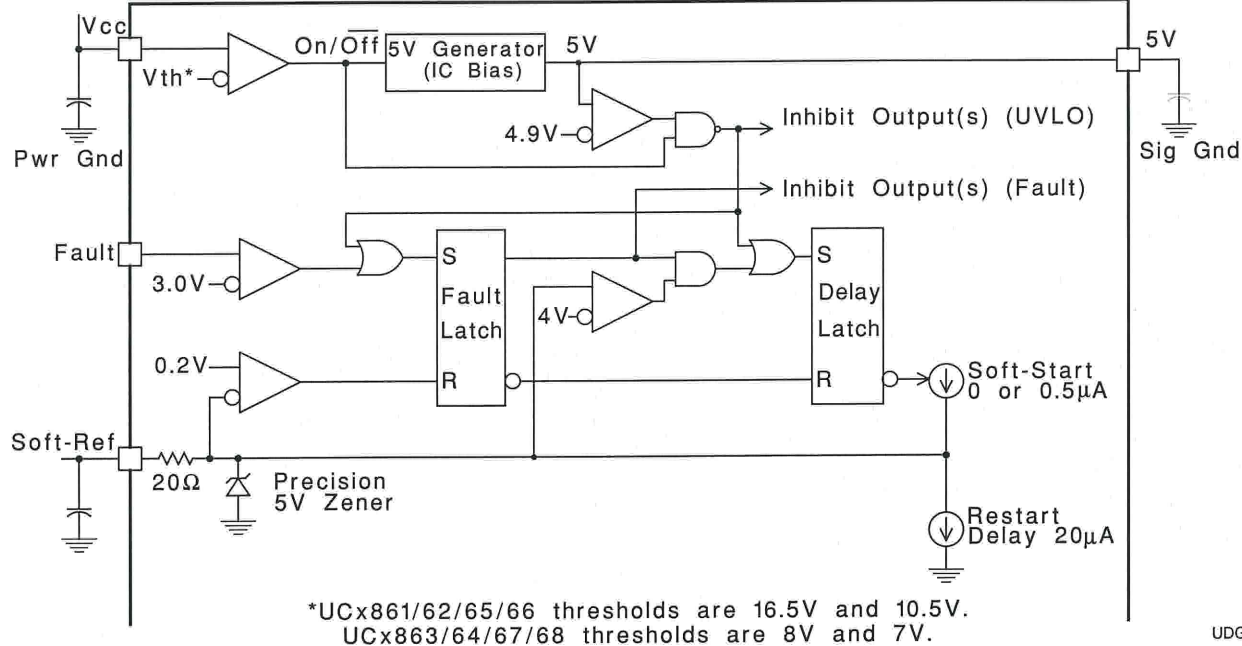 Vcc
On/Off
5V Generator
(IC Bias)
5V
5V
Vth*
4.9V
Inhibit Output(s) (UVLO)
Pwr Gnd
Sig Gnd
Inhibit Output(s) (Fault)
Fault
3.0V
S
Fault
Latch
R
4V
S
Delay
Latch
R
0.2V
Soft-Start
0 or 0.5μA
Soft-Ref
20Ω
Precision
5V Zener
Restart
Delay 20μA
*UCx861/62/65/66 thresholds are 16.5V and 10.5V.
UCx863/64/67/68 thresholds are 8V and 7V.
UDG